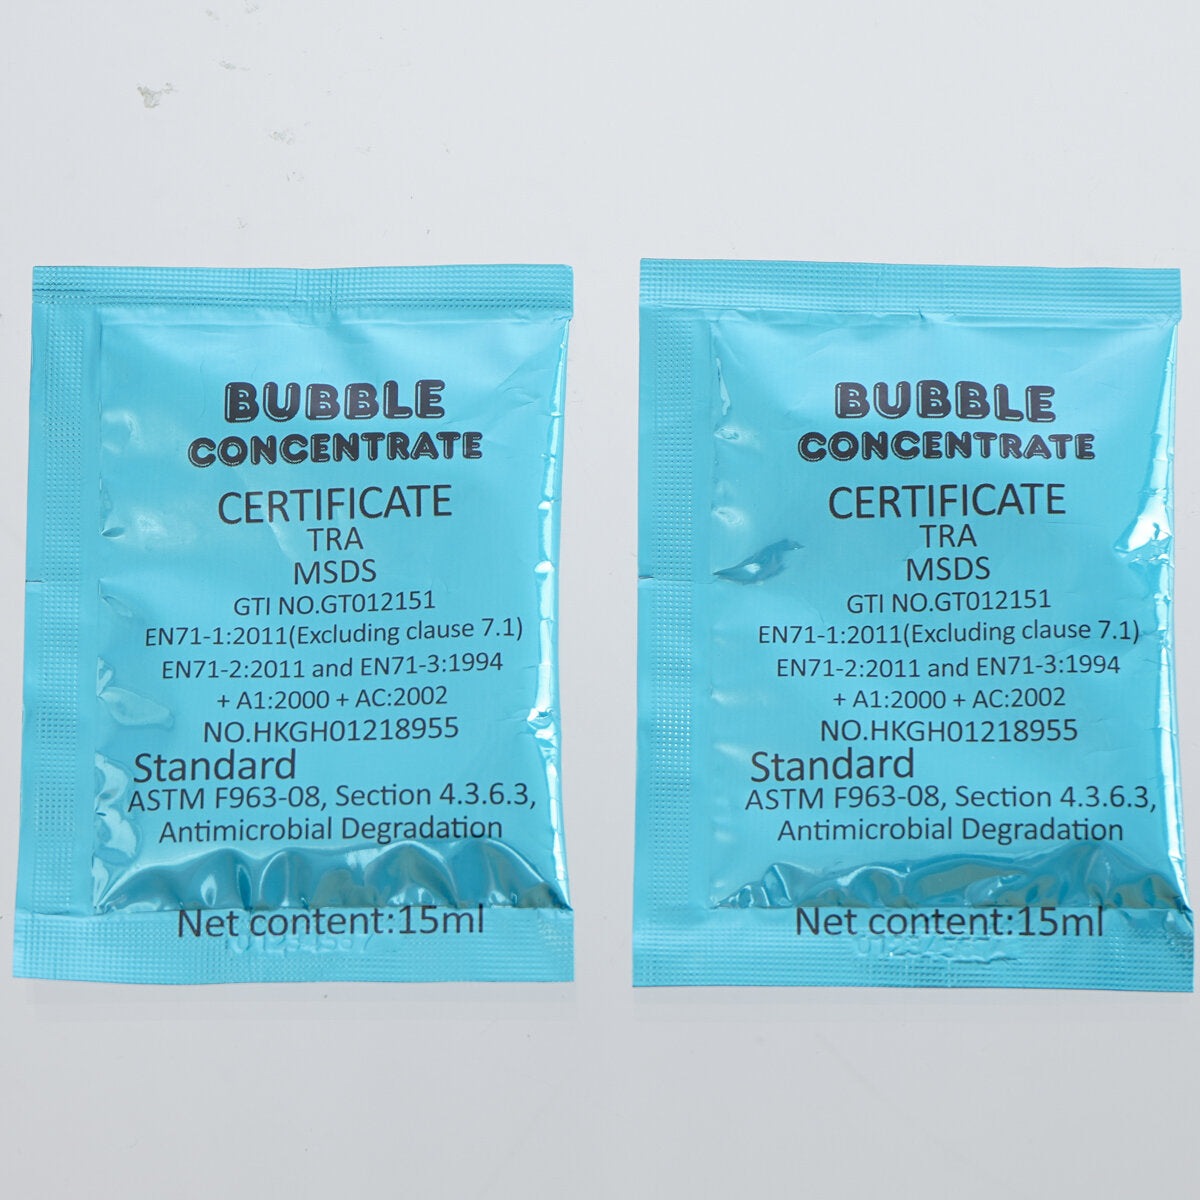 BUBBLE
CONCENTRATE
CERTIFICATE
TRA
MSDS
GTI NO.GT012151
EN71-1:2011(Excluding clause 7.1)
EN71-2:2011 and EN71-3:1994
+ A1:2000 + AC:2002
NO.HKGH01218955
Standard
ASTM F963-08, Section 4.3.6.3,
Antimicrobial Degradation
Net content:15ml
BUBBLE
CONCENTRATE
CERTIFICATE
TRA
MSDS
GTI NO.GT012151
EN71-1:2011(Excluding clause 7.1)
EN71-2:2011 and EN71-3:1994
+ A1:2000 + AC:2002
NO.HKGH01218955
Standard
ASTM F963-08, Section 4.3.6.3,
Antimicrobial Degradation
Net content:15ml